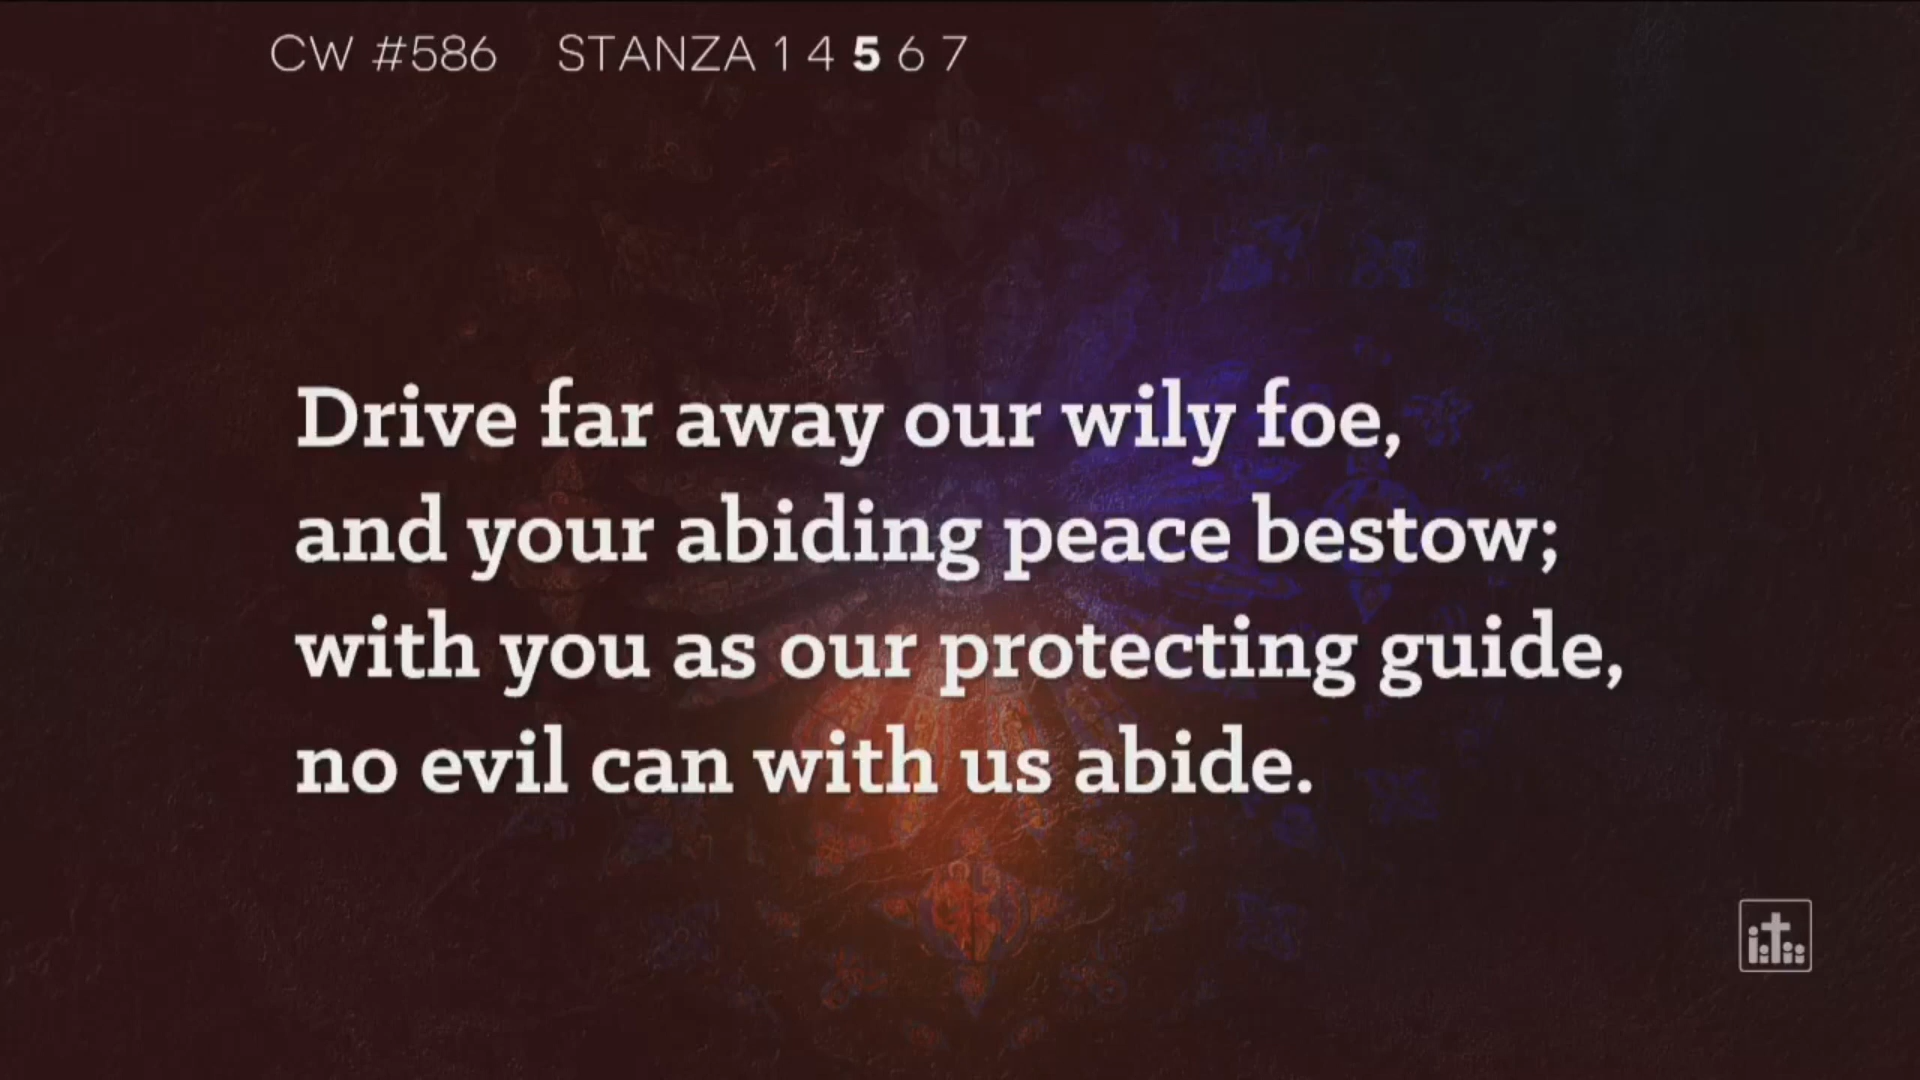 CW #586 STANZA 1 4 5 6 7
Drive far away our wily foe,
and your abiding peace bestow;
with you as our protecting guide,
no evil can with us abide.